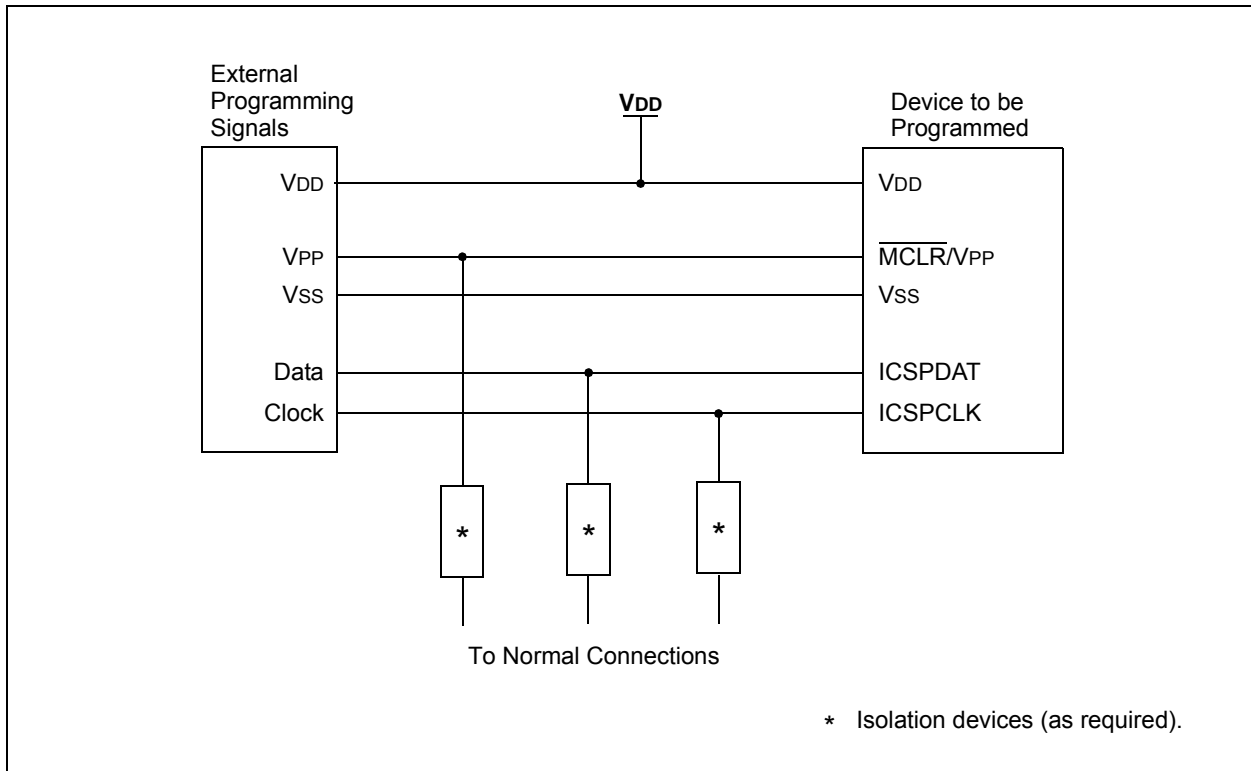 External
Programming
Signals
VDD
Device to be
Programmed
VDD
VDD
VPP
MCLR/VPP
VSS
VSS
Data
ICSPDAT
Clock
ICSPCLK
*
*
*
To Normal Connections
* Isolation devices (as required).